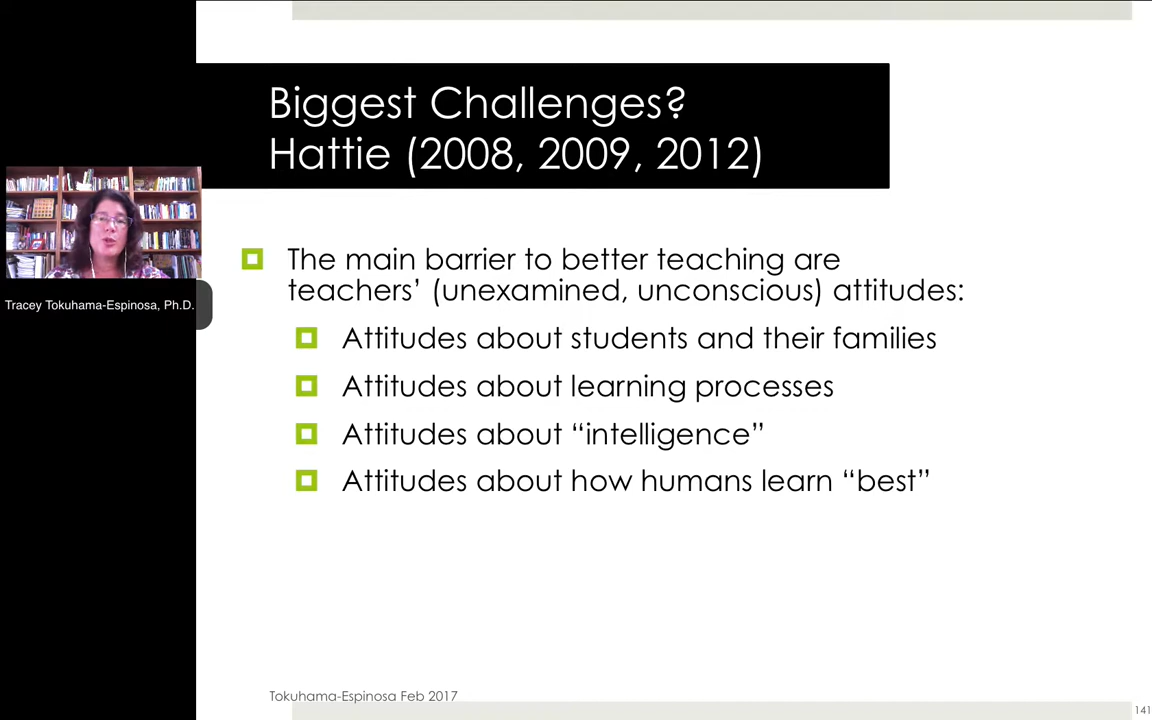 Biggest Challenges?
Hattie (2008, 2009, 2012)
Tracey Tokuhama-Espinosa, Ph.D.
The main barrier to better teaching are
teachers’ (unexamined, unconscious) attitudes:
Attitudes about students and their families
Attitudes about learning processes
Attitudes about “intelligence”
Attitudes about how humans learn “best”
Tokuhama-Espinosa Feb 2017
141